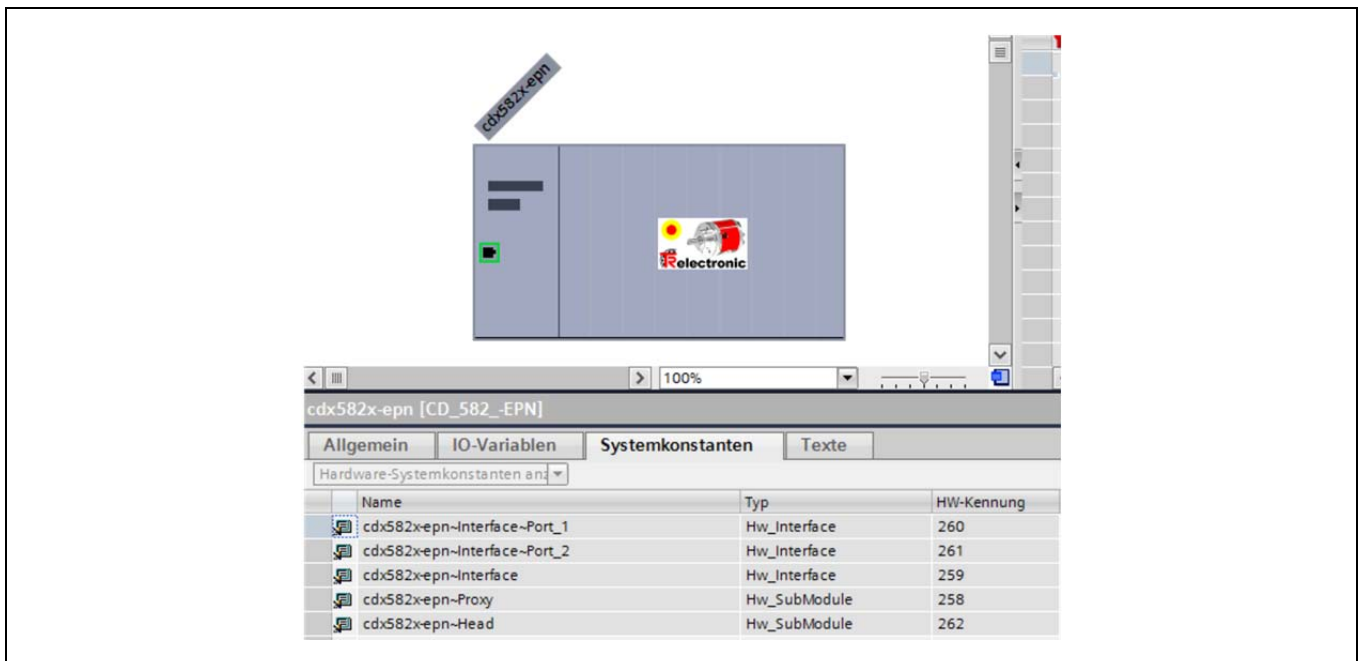 cdx582x-epn
TRelectronic
100%
cdx582x-epn [CD_582_-EPN]
Allgemein IO-Variablen Systemkonstanten Texte
Hardware-Systemkonstanten anz
Name Typ HW-Kennung
cdx582x-epn~Interface~Port_1 Hw_Interface 260
cdx582x-epn~Interface~Port_2 Hw_Interface 261
cdx582x-epn~Interface Hw_Interface 259
cdx582x-epn~Proxy Hw_SubModule 258
cdx582x-epn~Head Hw_SubModule 262